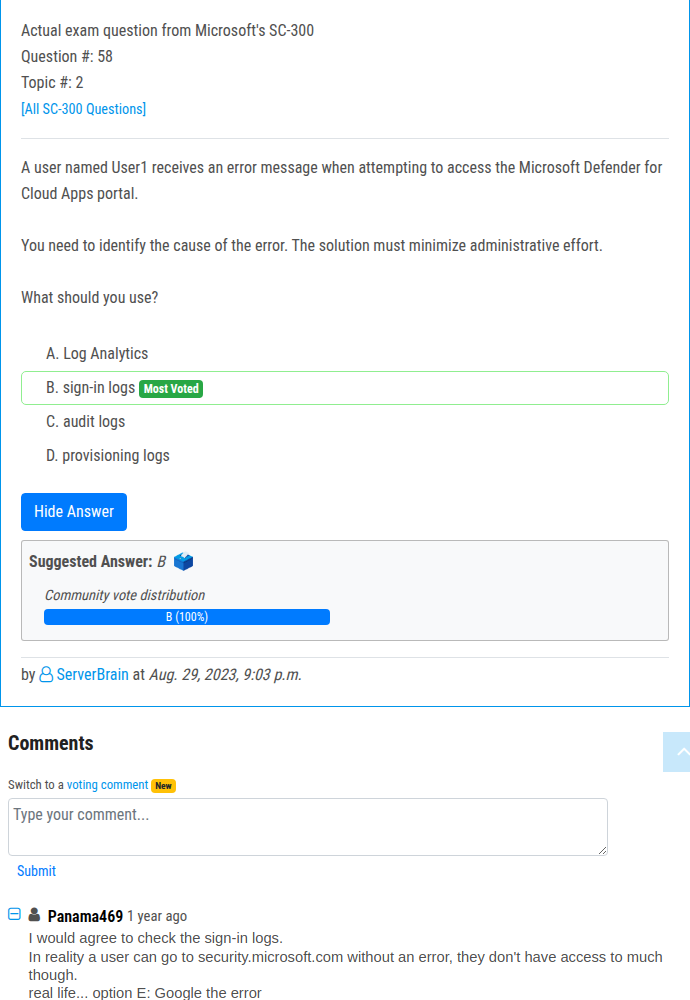 Actual exam question from Microsoft's SC-300
Question #: 58
Topic #: 2
[All SC-300 Questions]
A user named User1 receives an error message when attempting to access the Microsoft Defender for
Cloud Apps portal.
You need to identify the cause of the error. The solution must minimize administrative effort.
What should you use?
A. Log Analytics
B. sign-in logs Most Voted
C. audit logs
D. provisioning logs
Hide Answer
Suggested Answer: B
Community vote distribution
B (100%)
by ServerBrain at Aug. 29, 2023, 9:03 p.m.
Comments
Switch to a voting comment New
Type your comment...
Submit
Panama469 1 year ago
I would agree to check the sign-in logs.
In reality a user can go to security.microsoft.com without an error, they don't have access to much
though.
real life... option E: Google the error